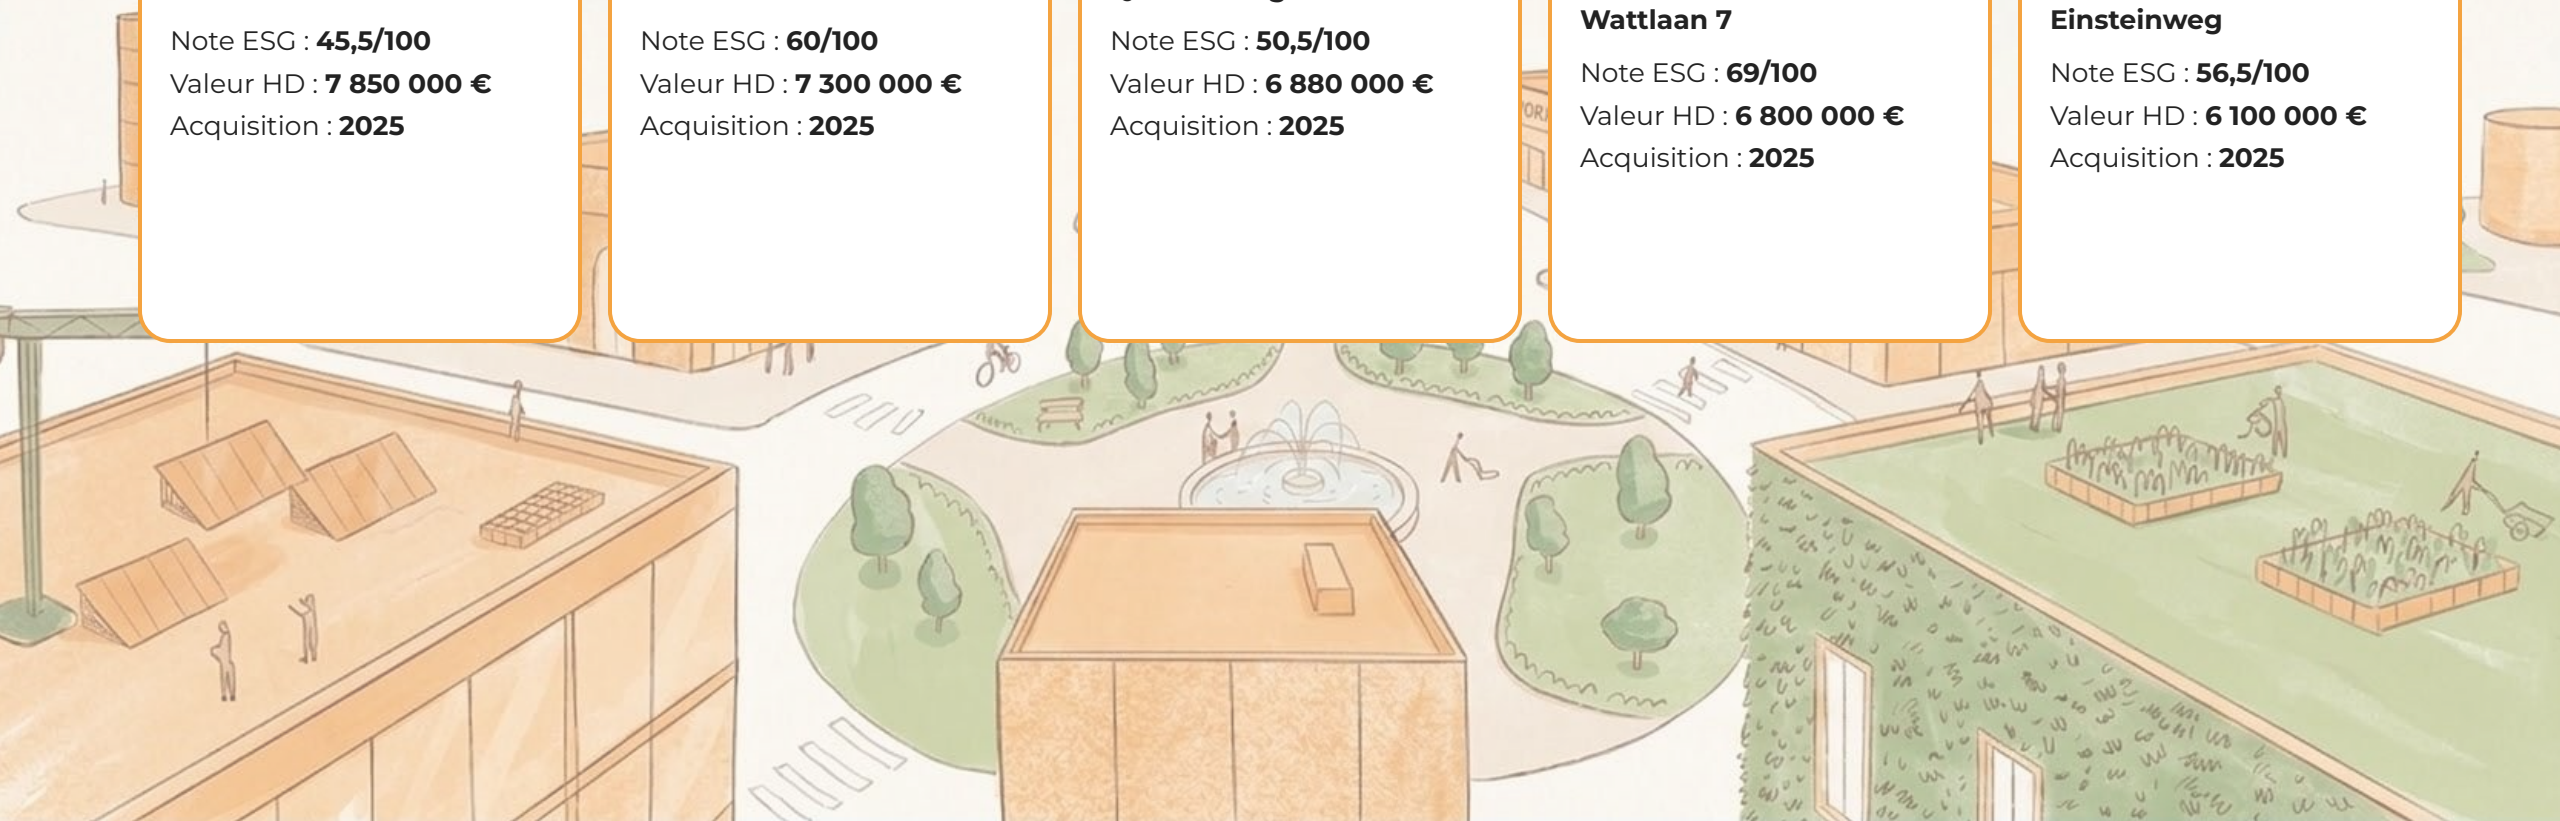 Note ESG : 45,5/100
Valeur HD : 7 850 000 €
Acquisition : 2025
Note ESG : 60/100
Valeur HD : 7 300 000 €
Acquisition : 2025
Note ESG : 50,5/100
Valeur HD : 6 880 000 €
Acquisition : 2025
Wattlaan 7
Note ESG : 69/100
Valeur HD : 6 800 000 €
Acquisition : 2025
Einsteinweg
Note ESG : 56,5/100
Valeur HD : 6 100 000 €
Acquisition : 2025